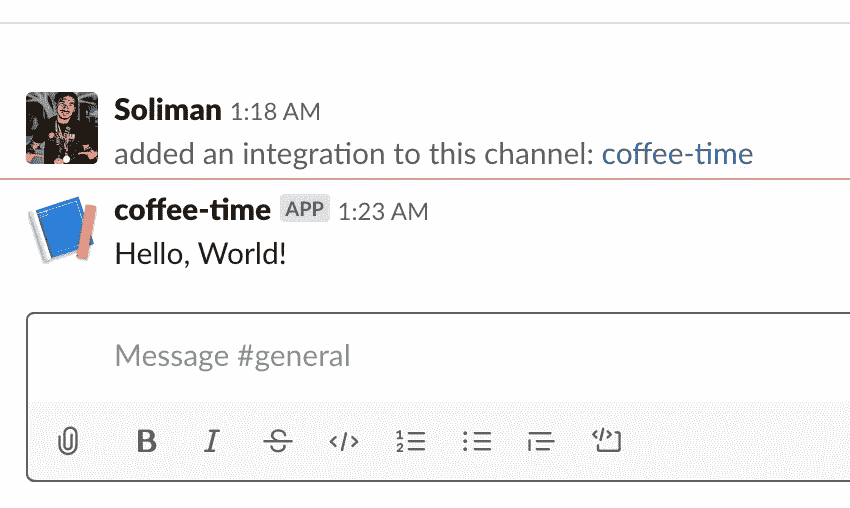 Soliman 1:18 AM
added an integration to this channel: coffee-time
coffee-time APP 1:23 AM
Hello, World!
Message #general